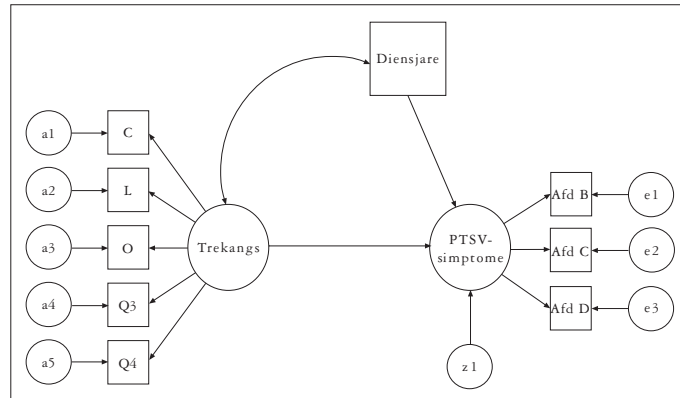 Diensjare
a1
C
a2
L
a3
O
a4
Q3
a5
Q4
Trekangs
PTSV-
simptome
Afd B
e1
Afd C
e2
Afd D
e3
z1